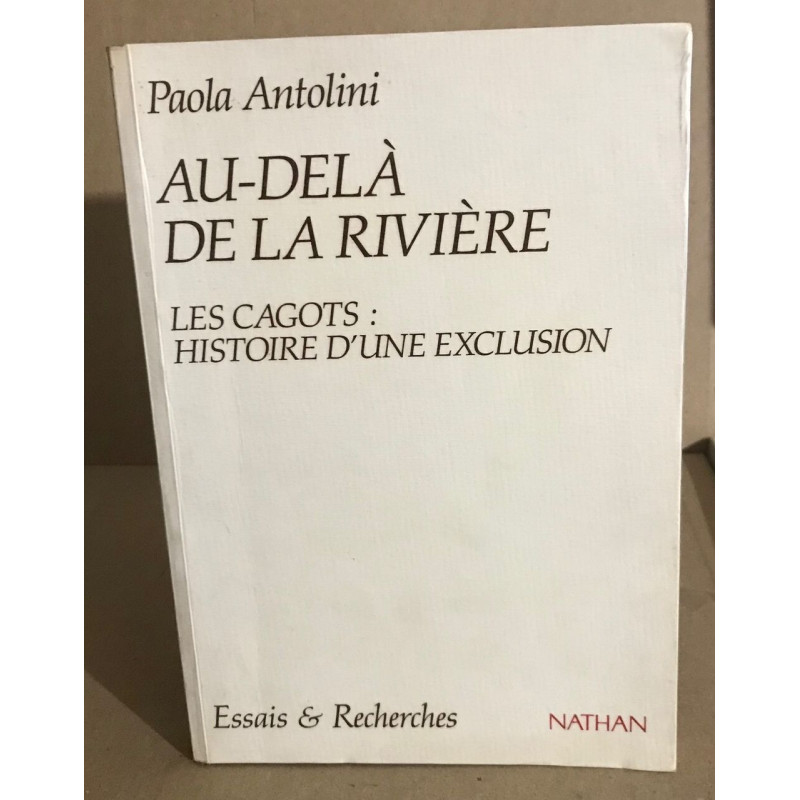 Paola Antolini
AU-DELÀ
DE LA RIVIÈRE
LES CAGOTS :
HISTOIRE D'UNE EXCLUSION
Essais & Recherches
NATHAN